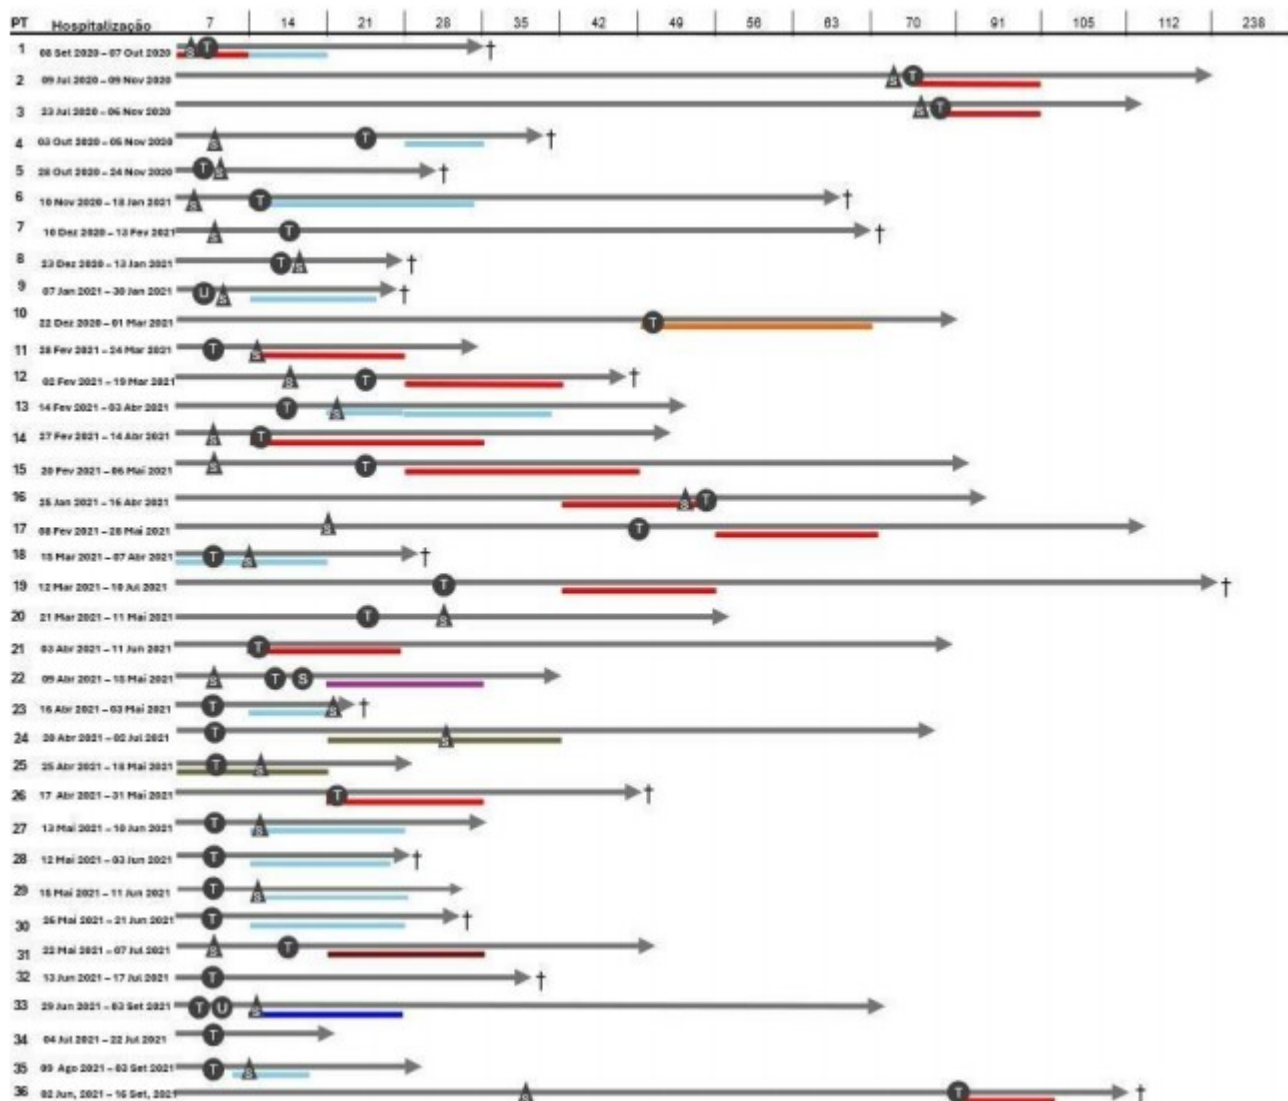 PT Hospitalização 7 14 21 28 35 42 49 56 63 70 91 105 112 238
1 08 Set 2020 – 07 Out 2020 S T †
2 09 Jul 2020 – 09 Nov 2020 S T
3 23 Jul 2020 – 06 Nov 2020 S T
4 03 Out 2020 – 05 Nov 2020 S T †
5 28 Out 2020 – 24 Nov 2020 T S †
6 10 Nov 2020 – 18 Jan 2021 S T †
7 10 Dez 2020 – 13 Fev 2021 S T †
8 23 Dez 2020 – 13 Jan 2021 T S †
9 07 Jan 2021 – 30 Jan 2021 U S †
10 22 Dez 2020 – 01 Mar 2021 T
11 28 Fev 2021 – 24 Mar 2021 T S
12 02 Fev 2021 – 19 Mar 2021 S T †
13 14 Fev 2021 – 03 Abr 2021 T S
14 27 Fev 2021 – 14 Abr 2021 S T
15 20 Fev 2021 – 06 Mai 2021 S T
16 25 Jan 2021 – 16 Abr 2021 S T
17 08 Fev 2021 – 28 Mai 2021 S T
18 15 Mar 2021 – 07 Abr 2021 T S †
19 12 Mar 2021 – 10 Jul 2021 T †
20 21 Mar 2021 – 11 Mai 2021 T S
21 03 Abr 2021 – 11 Jun 2021 T
22 09 Abr 2021 – 18 Mai 2021 S T S
23 16 Abr 2021 – 03 Mai 2021 T S †
24 20 Abr 2021 – 02 Jul 2021 T S
25 25 Abr 2021 – 18 Mai 2021 T S
26 17 Abr 2021 – 31 Mai 2021 T †
27 13 Mai 2021 – 10 Jun 2021 T S
28 12 Mai 2021 – 03 Jun 2021 T †
29 18 Mai 2021 – 11 Jun 2021 T S
30 26 Mai 2021 – 21 Jun 2021 T †
31 22 Mai 2021 – 07 Jul 2021 S T
32 13 Jun 2021 – 17 Jul 2021 T †
33 29 Jun 2021 – 03 Set 2021 T U S
34 04 Jul 2021 – 22 Jul 2021 T
35 09 Ago 2021 – 03 Set 2021 T S
36 02 Jun, 2021 – 16 Set, 2021 S T †